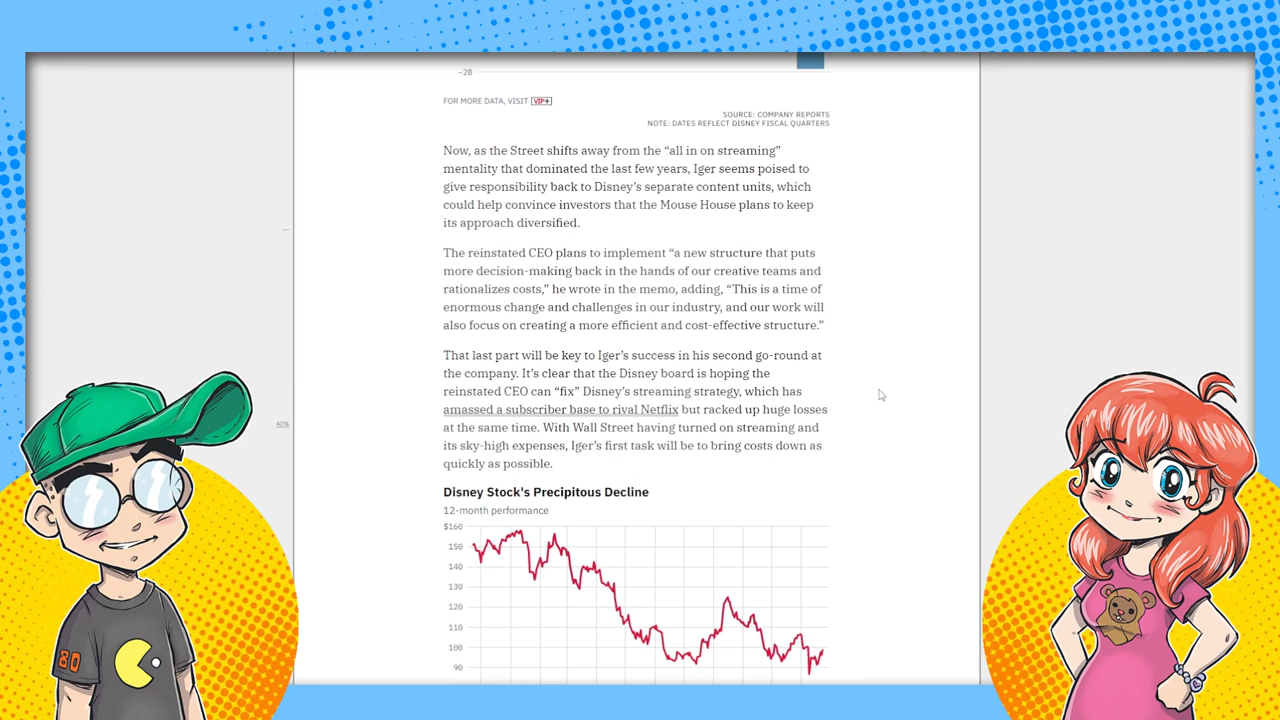 -2B
FOR MORE DATA, VISIT VIP+
SOURCE: COMPANY REPORTS
NOTE: DATES REFLECT DISNEY FISCAL QUARTERS
Now, as the Street shifts away from the “all in on streaming”
mentality that dominated the last few years, Iger seems poised to
give responsibility back to Disney’s separate content units, which
could help convince investors that the Mouse House plans to keep
its approach diversified.
The reinstated CEO plans to implement “a new structure that puts
more decision-making back in the hands of our creative teams and
rationalizes costs,” he wrote in the memo, adding, “This is a time of
enormous change and challenges in our industry, and our work will
also focus on creating a more efficient and cost-effective structure.”
That last part will be key to Iger’s success in his second go-round at
the company. It’s clear that the Disney board is hoping the
reinstated CEO can “fix” Disney’s streaming strategy, which has
amassed a subscriber base to rival Netflix but racked up huge losses
at the same time. With Wall Street having turned on streaming and
its sky-high expenses, Iger’s first task will be to bring costs down as
quickly as possible.
Disney Stock's Precipitous Decline
12-month performance
$160
150
140
130
120
110
100
90
80